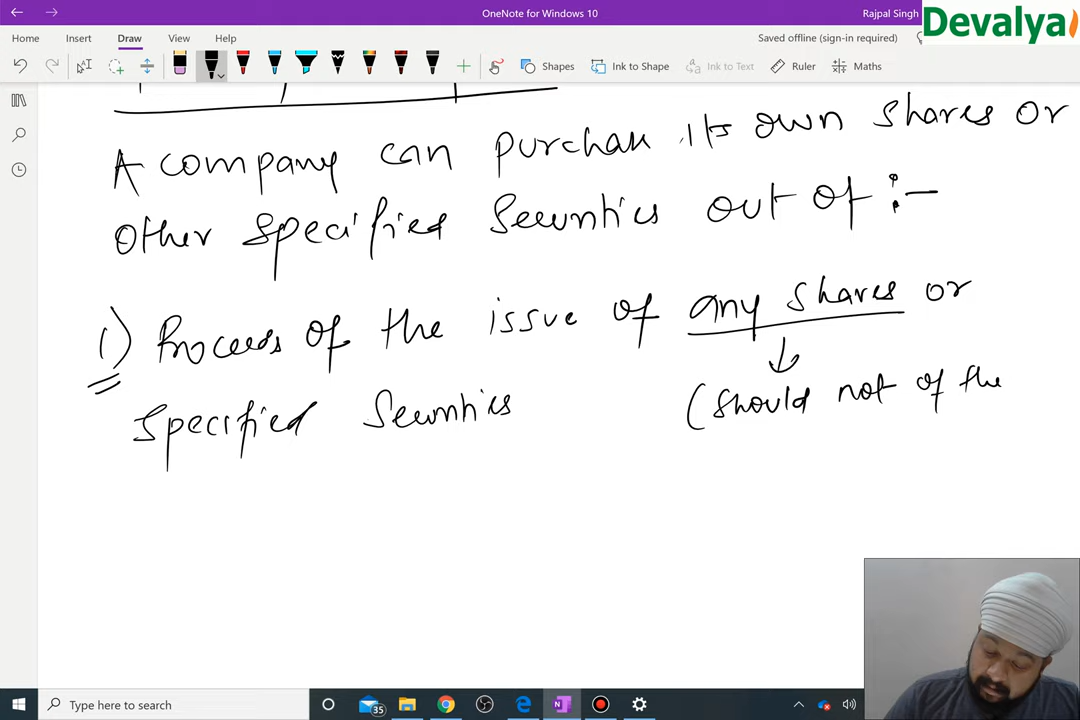 OneNote for Windows 10
Rajpal Singh
Devalya
Home Insert Draw View Help
Saved offline (sign-in required)
Shapes Ink to Shape Ink to Text Ruler Maths
A company can purchase its own shares or
other specified Securities out of :-
1) Proceeds of the issue of any shares or
(should not of the
specified Securities
Type here to search
35